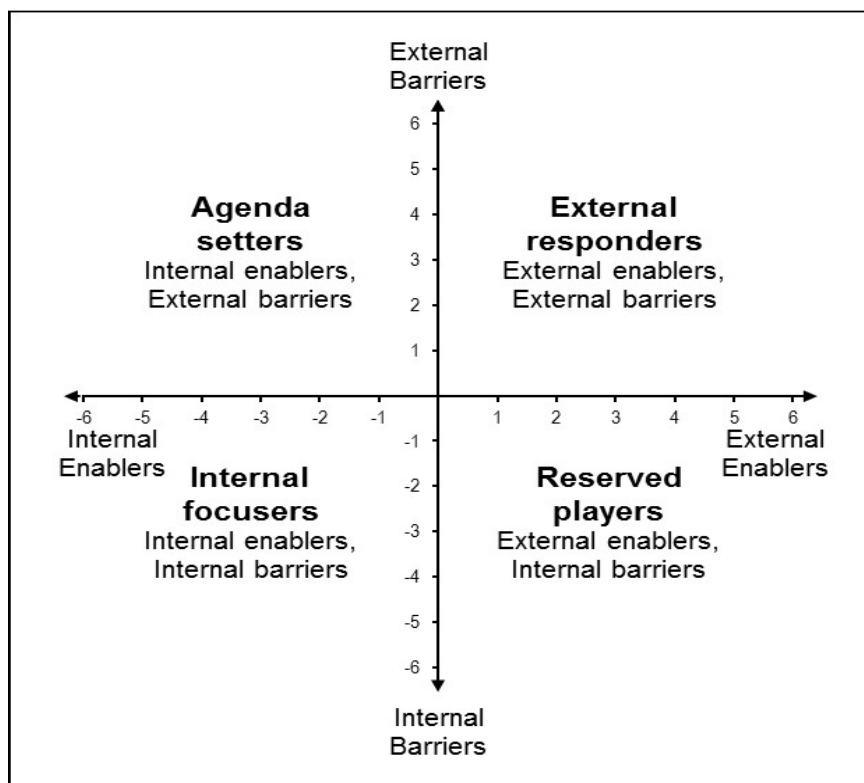 External
Barriers
6
5
Agenda
setters
Internal enablers,
External barriers
4
3
2
1
External
responders
External enablers,
External barriers
-6 -5 -4 -3 -2 -1 1 2 3 4 5 6
Internal
Enablers
External
Enablers
-1
Internal
focusers
Internal enablers,
Internal barriers
-2
-3
-4
Reserved
players
External enablers,
Internal barriers
-5
-6
Internal
Barriers